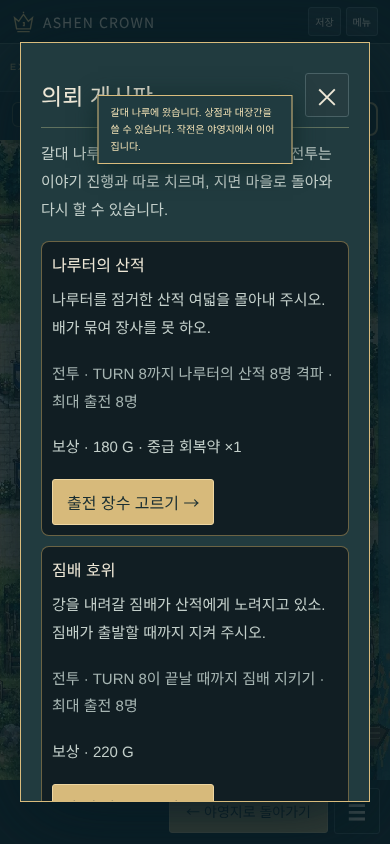 ASHEN CROWN
저장
메뉴
의뢰 게시판
갈대 나루에 왔습니다. 상점과 대장간을
쓸 수 있습니다. 작전은 야영지에서 이어
집니다.
갈대 나루 전투는
이야기 진행과 따로 치르며, 지면 마을로 돌아와
다시 할 수 있습니다.
나루터의 산적
나루터를 점거한 산적 여덟을 몰아내 주시오.
배가 묶여 장사를 못 하오.
전투 · TURN 8까지 나루터의 산적 8명 격파 ·
최대 출전 8명
보상 · 180 G · 중급 회복약 ×1
출전 장수 고르기 →
짐배 호위
강을 내려갈 짐배가 산적에게 노려지고 있소.
짐배가 출발할 때까지 지켜 주시오.
전투 · TURN 8이 끝날 때까지 짐배 지키기 ·
최대 출전 8명
보상 · 220 G
← 야영지로 돌아가기